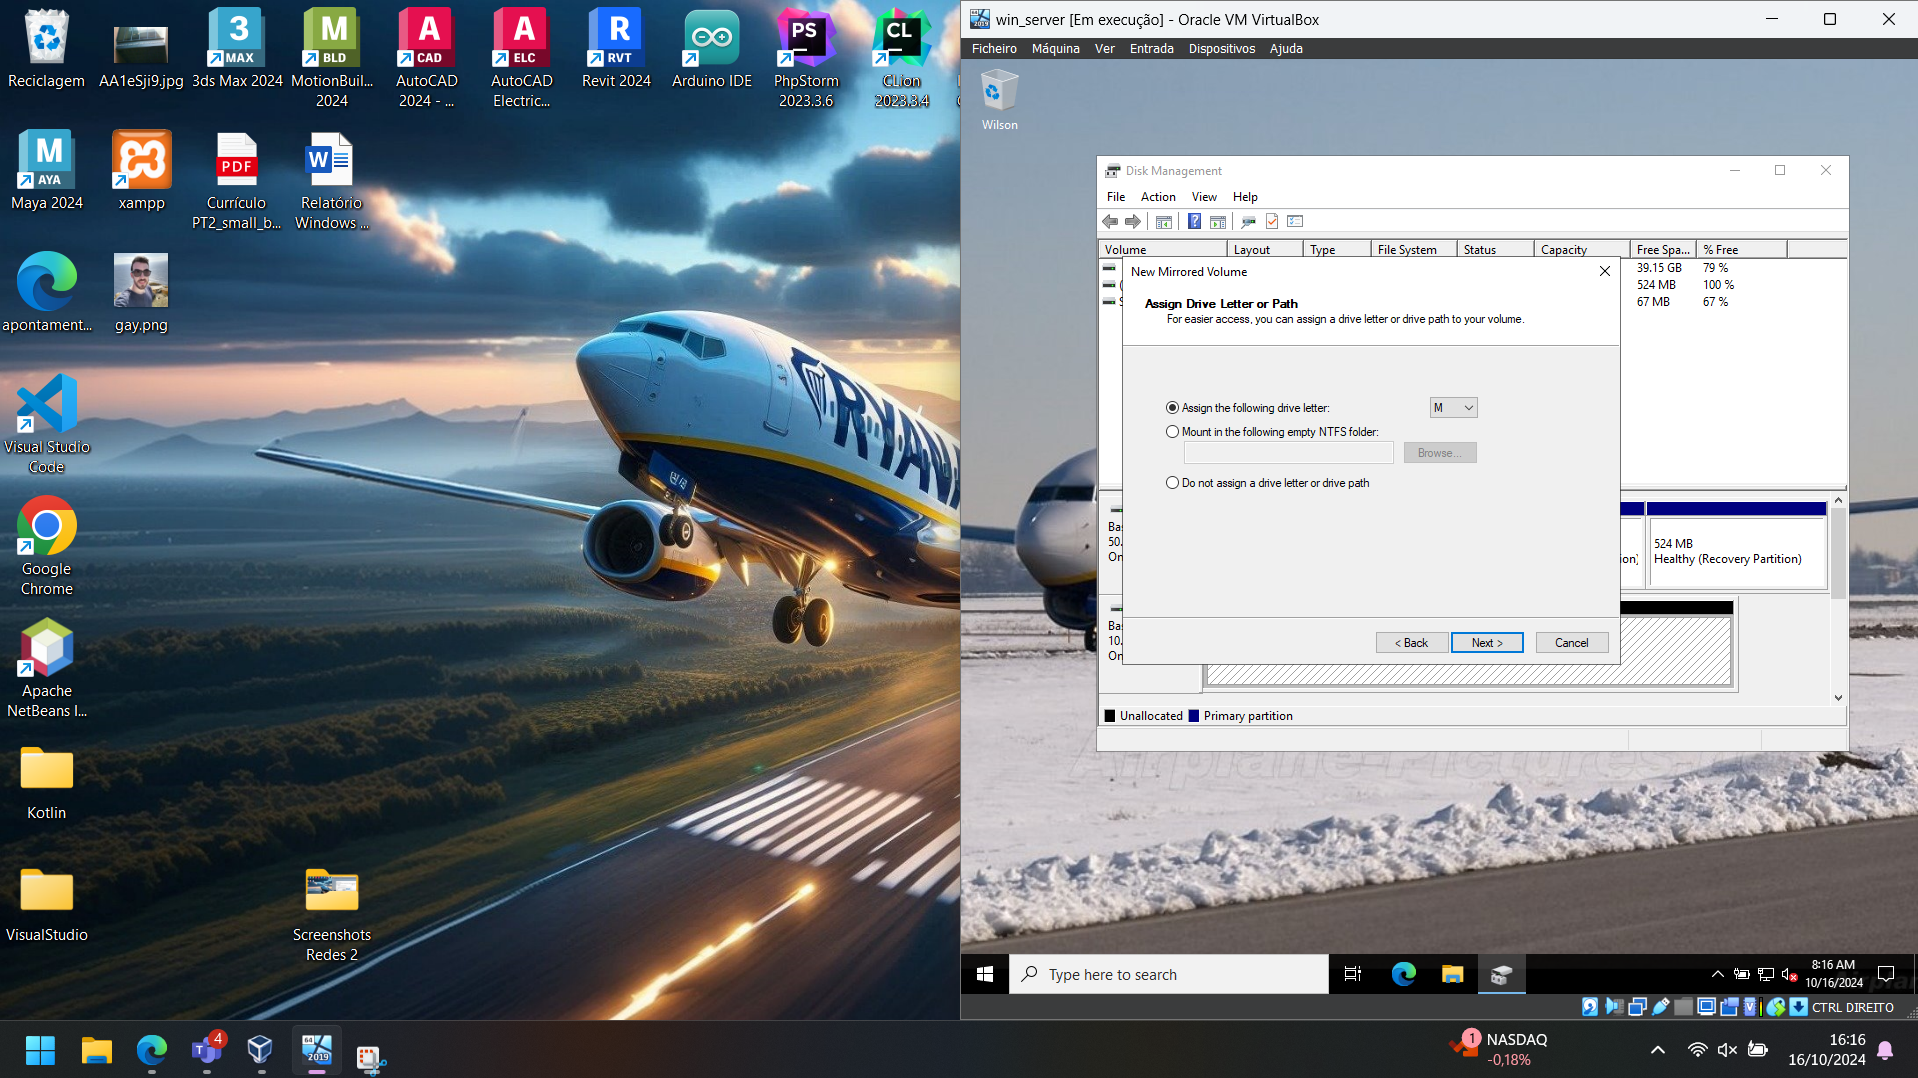 Reciclagem
AA1eSji9.jpg
3
MAX
3ds Max 2024
M
BLD
MotionBuil...
2024
A
CAD
AutoCAD
2024 - ...
A
ELC
AutoCAD
Electric...
R
RVT
Revit 2024
Arduino IDE
PS
PhpStorm
2023.3.6
CL
CLion
2023.3.4
M
AYA
Maya 2024
xampp
PDF
Currículo
PT2_small_b...
W
Relatório
Windows ...
apontament...
gay.png
Visual Studio
Code
Google
Chrome
Apache
NetBeans I...
Kotlin
VisualStudio
Screenshots
Redes 2
RYAN
win_server [Em execução] - Oracle VM VirtualBox
Ficheiro Máquina Ver Entrada Dispositivos Ajuda
Wilson
Disk Management
File Action View Help
Volume Layout Type File System Status Capacity Free Spa... % Free
39.15 GB 79 %
524 MB 100 %
67 MB 67 %
New Mirrored Volume
Assign Drive Letter or Path
For easier access, you can assign a drive letter or drive path to your volume.
Assign the following drive letter: M
Mount in the following empty NTFS folder:
Browse...
Do not assign a drive letter or drive path
< Back Next > Cancel
Bas
50.
On
ion)
524 MB
Healthy (Recovery Partition)
Bas
10.
On
Unallocated Primary partition
Airplane-Pictures.
Type here to search
8:16 AM
10/16/2024
CTRL DIREITO
4
64
2019
1
NASDAQ
-0,18%
16:16
16/10/2024